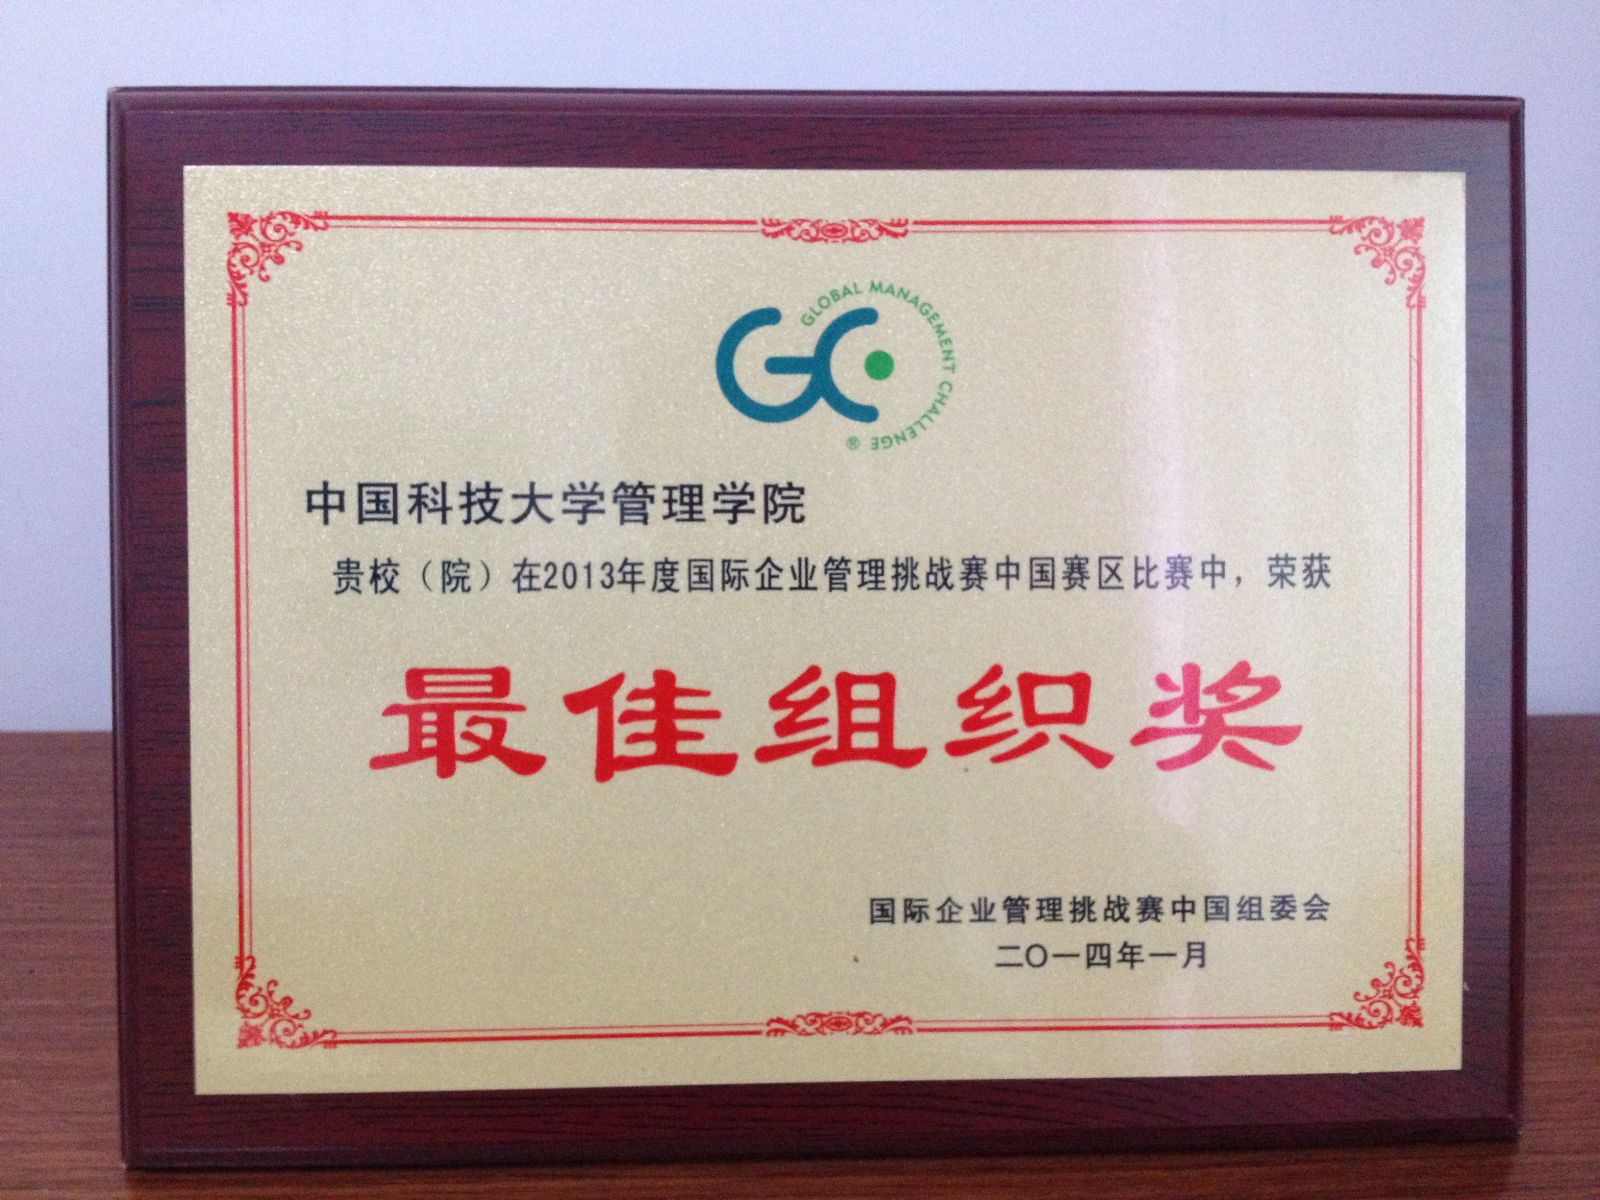 GLOBAL MANAGEMENT CHALLENGE ®
GC
中国科技大学管理学院
贵校（院）在2013年度国际企业管理挑战赛中国赛区比赛中，荣获
最佳组织奖
国际企业管理挑战赛中国组委会
二〇一四年一月